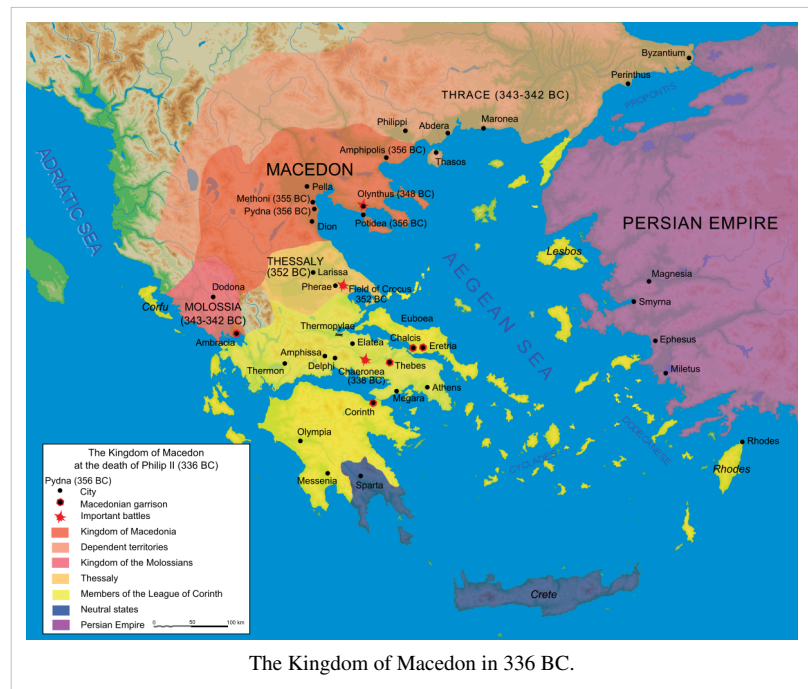 Byzantium
Perinthus
THRACE (343-342 BC)
PROPONTIS
Philippi
Abdera
Maronea
Amphipolis (356 BC)
Thasos
ADRIATIC SEA
MACEDON
Pella
Methoni (355 BC)
Olynthus (348 BC)
Pydna (356 BC)
Potidea (356 BC)
Dion
PERSIAN EMPIRE
THESSALY
(352 BC)
Larissa
Lesbos
AEGEAN SEA
Magnesia
Pherae
Field of Crocus
352 BC
Dodona
Corfu
MOLOSSIA
(343-342 BC)
Smyrna
Euboea
Thermopylae
Chalcis
Ambracia
Elatea
Eretria
Ephesus
Amphissa
Delphi
Thermon
Chaeronea
(338 BC)
Thebes
Miletus
Megara
Athens
Corinth
Olympia
DODECANESE
CYCLADES
Rhodes
Rhodes
Messenia
Sparta
Crete
The Kingdom of Macedon
at the death of Philip II (336 BC)
Pydna (356 BC)
City
Macedonian garrison
Important battles
Kingdom of Macedonia
Dependent territories
Kingdom of the Molossians
Thessaly
Members of the League of Corinth
Neutral states
Persian Empire
0 50 100 km
The Kingdom of Macedon in 336 BC.